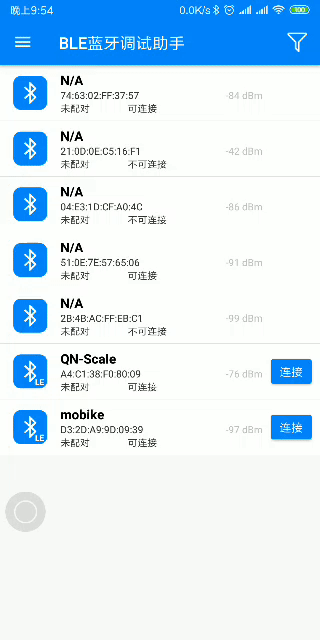 晚上9:54
0.0K/s
100
BLE蓝牙调试助手
N/A
74:63:02:FF:37:57
-84 dBm
未配对 可连接
N/A
21:0D:0E:C5:16:F1
-42 dBm
未配对 不可连接
N/A
04:E3:1D:CF:A0:4C
-86 dBm
未配对 不可连接
N/A
51:0E:7E:57:65:06
-91 dBm
未配对 可连接
N/A
2B:4B:AC:FF:EB:C1
-99 dBm
未配对 不可连接
LE
QN-Scale
A4:C1:38:F0:80:09
-76 dBm
连接
未配对 可连接
LE
mobike
D3:2D:A9:9D:09:39
-97 dBm
连接
未配对 可连接